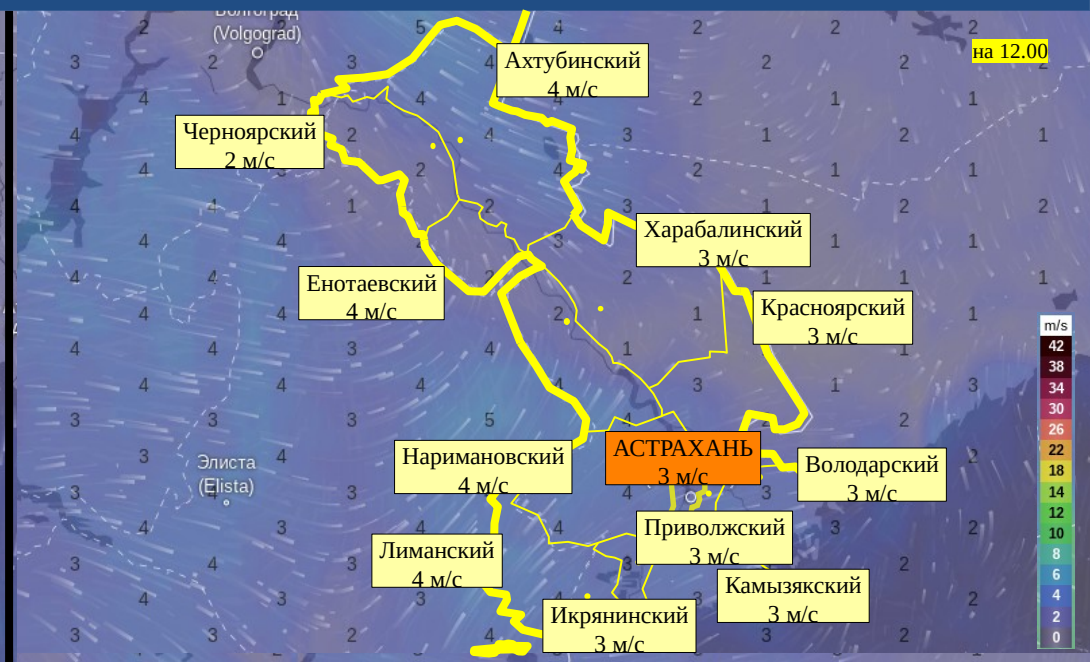 Волгоград
(Volgograd)
на 12.00
Ахтубинский
4 м/с
Черноярский
2 м/с
Харабалинский
3 м/с
Енотаевский
4 м/с
Красноярский
3 м/с
m/s
42
38
34
30
26
22
18
14
12
10
8
6
4
2
0
АСТРАХАНЬ
3 м/с
Наримановский
4 м/с
Володарский
3 м/с
Элиста
(Elista)
Приволжский
3 м/с
Лиманский
4 м/с
Камызякский
3 м/с
Икрянинский
3 м/с